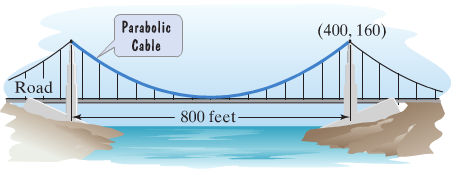 Parabolic
Cable
(400, 160)
Road
800 feet